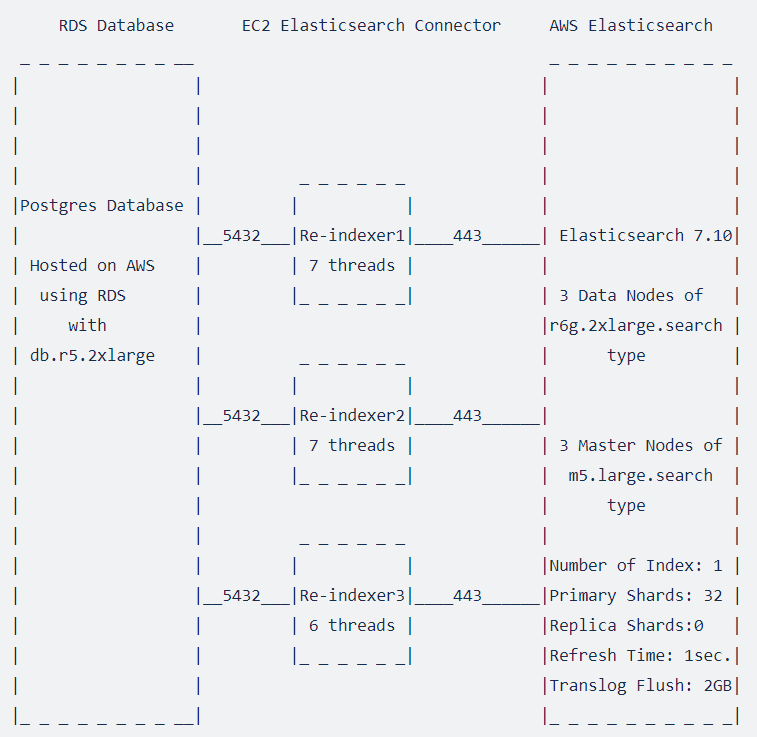 RDS Database       EC2 Elasticsearch Connector     AWS Elasticsearch
_ _ _ _ _ _ _ _ __                                     _ _ _ _ _ _ _ _ _ _
|                  |                                   |                   |
|                  |                                   |                   |
|                  |                                   |                   |
|                  |          _ _ _ _ _ _              |                   |
|Postgres Database |         |           |             |                   |
|                  |__5432___|Re-indexer1|____443______| Elasticsearch 7.10|
| Hosted on AWS    |         | 7 threads |             |                   |
|  using RDS       |         |_ _ _ _ _ _|             | 3 Data Nodes of   |
|     with         |                                   |r6g.2xlarge.search |
| db.r5.2xlarge    |          _ _ _ _ _ _              |      type         |
|                  |         |           |             |                   |
|                  |__5432___|Re-indexer2|____443______|                   |
|                  |         | 7 threads |             | 3 Master Nodes of |
|                  |         |_ _ _ _ _ _|             |  m5.large.search  |
|                  |                                   |      type         |
|                  |          _ _ _ _ _ _              |                   |
|                  |         |           |             |Number of Index: 1 |
|                  |__5432___|Re-indexer3|____443______|Primary Shards: 32 |
|                  |         | 6 threads |             |Replica Shards:0   |
|                  |         |_ _ _ _ _ _|             |Refresh Time: 1sec.|
|                  |                                   |Translog Flush: 2GB|
|_ _ _ _ _ _ _ _ __|                                   |_ _ _ _ _ _ _ _ _ _|